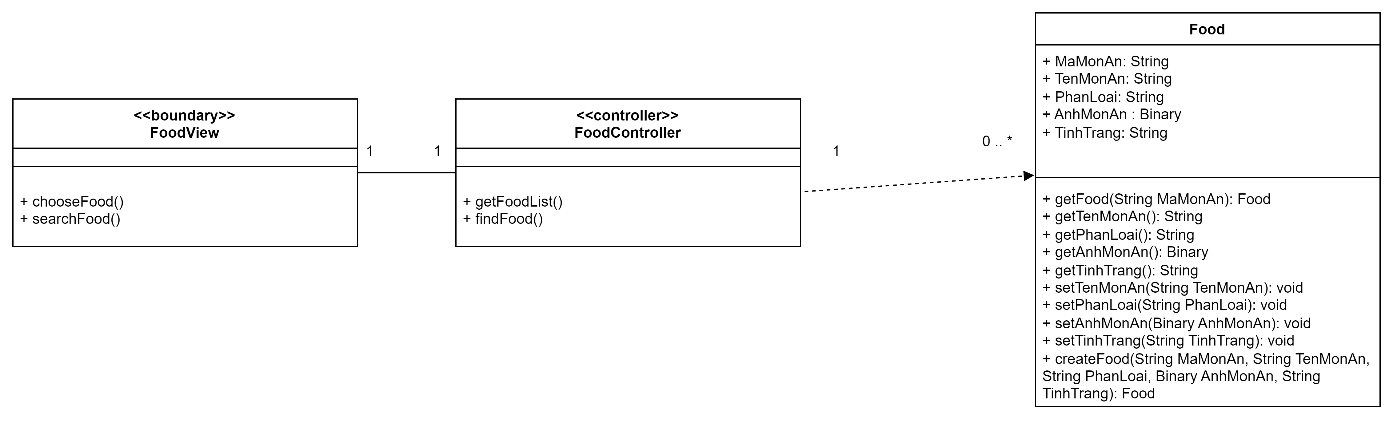 <<boundary>>
FoodView
+ chooseFood()
+ searchFood()
1
1
<<controller>>
FoodController
+ getFoodList()
+ findFood()
1
0 .. *
Food
+ MaMonAn: String
+ TenMonAn: String
+ PhanLoai: String
+ AnhMonAn : Binary
+ TinhTrang: String
+ getFood(String MaMonAn): Food
+ getTenMonAn(): String
+ getPhanLoai(): String
+ getAnhMonAn(): Binary
+ getTinhTrang(): String
+ setTenMonAn(String TenMonAn): void
+ setPhanLoai(String PhanLoai): void
+ setAnhMonAn(Binary AnhMonAn): void
+ setTinhTrang(String TinhTrang): void
+ createFood(String MaMonAn, String TenMonAn,
String PhanLoai, Binary AnhMonAn, String
TinhTrang): Food